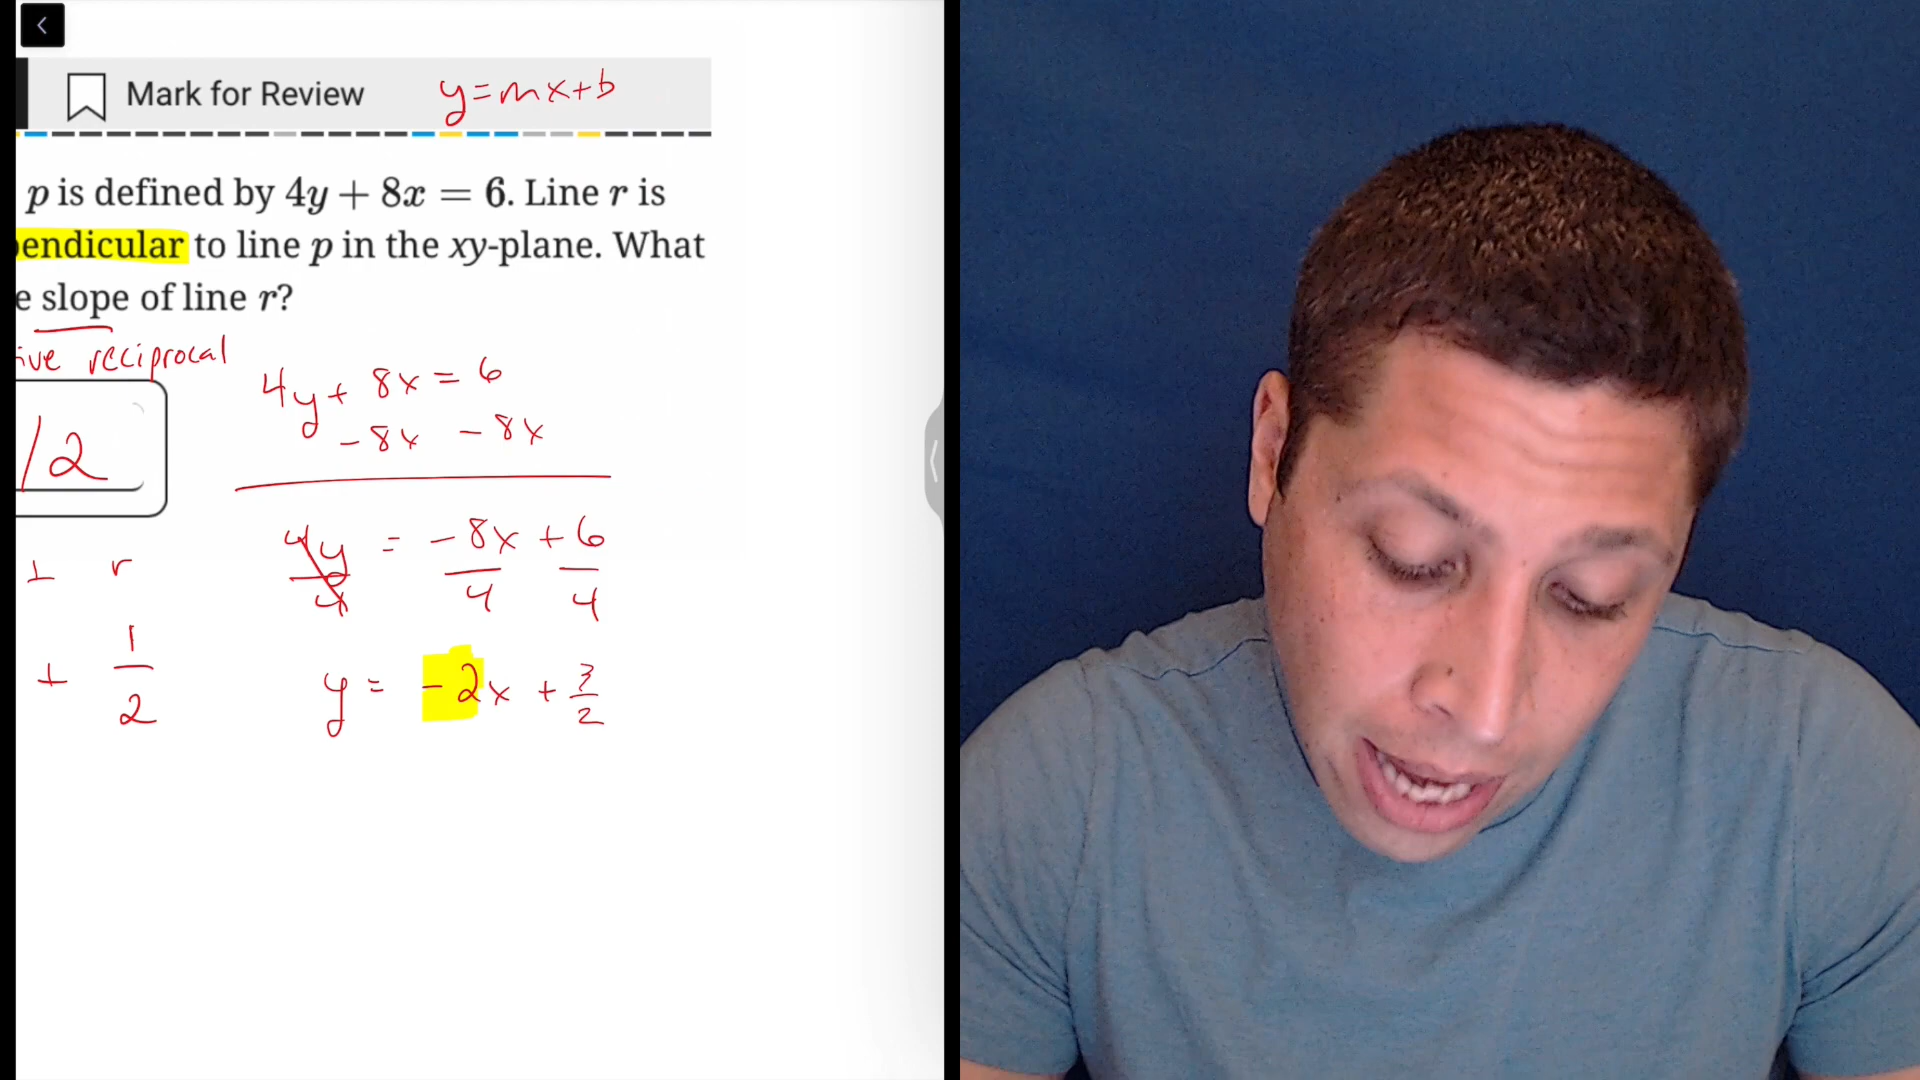 Mark for Review y=mx+b
p is defined by 4y + 8x = 6. Line r is
endicular to line p in the xy-plane. What
e slope of line r?
ive reciprocal
4y + 8x = 6
- 8x - 8x
/2
4y/4 = - 8x/4 + 6/4
⊥ r
⊥ 1/2
y = - 2x + 3/2